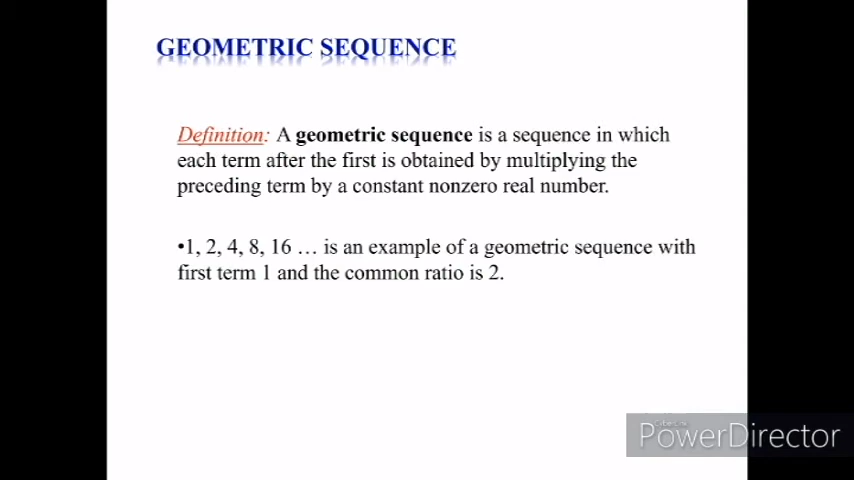 GEOMETRIC SEQUENCE
Definition: A geometric sequence is a sequence in which
each term after the first is obtained by multiplying the
preceding term by a constant nonzero real number.
•1, 2, 4, 8, 16 … is an example of a geometric sequence with
first term 1 and the common ratio is 2.
CyberLink
PowerDirector